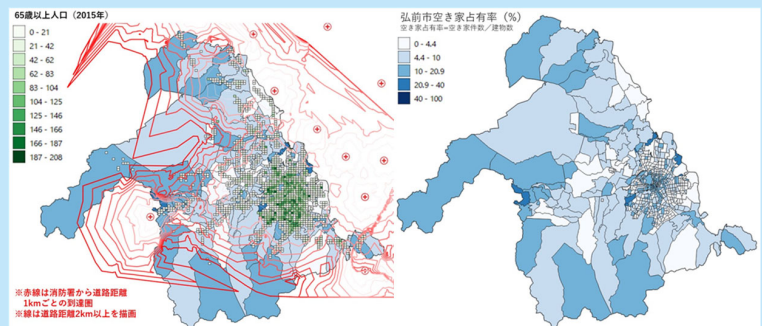 65歳以上人口（2015年）
0 - 21
21 - 42
42 - 62
62 - 83
83 - 104
104 - 125
125 - 146
146 - 166
166 - 187
187 - 208
※赤線は消防署から道路距離
1kmごとの到達圏
※線は道路距離2km以上を描画
弘前市空き家占有率（%）
空き家占有率=空き家件数／建物数
0 - 4.4
4.4 - 10
10 - 20.9
20.9 - 40
40 - 100